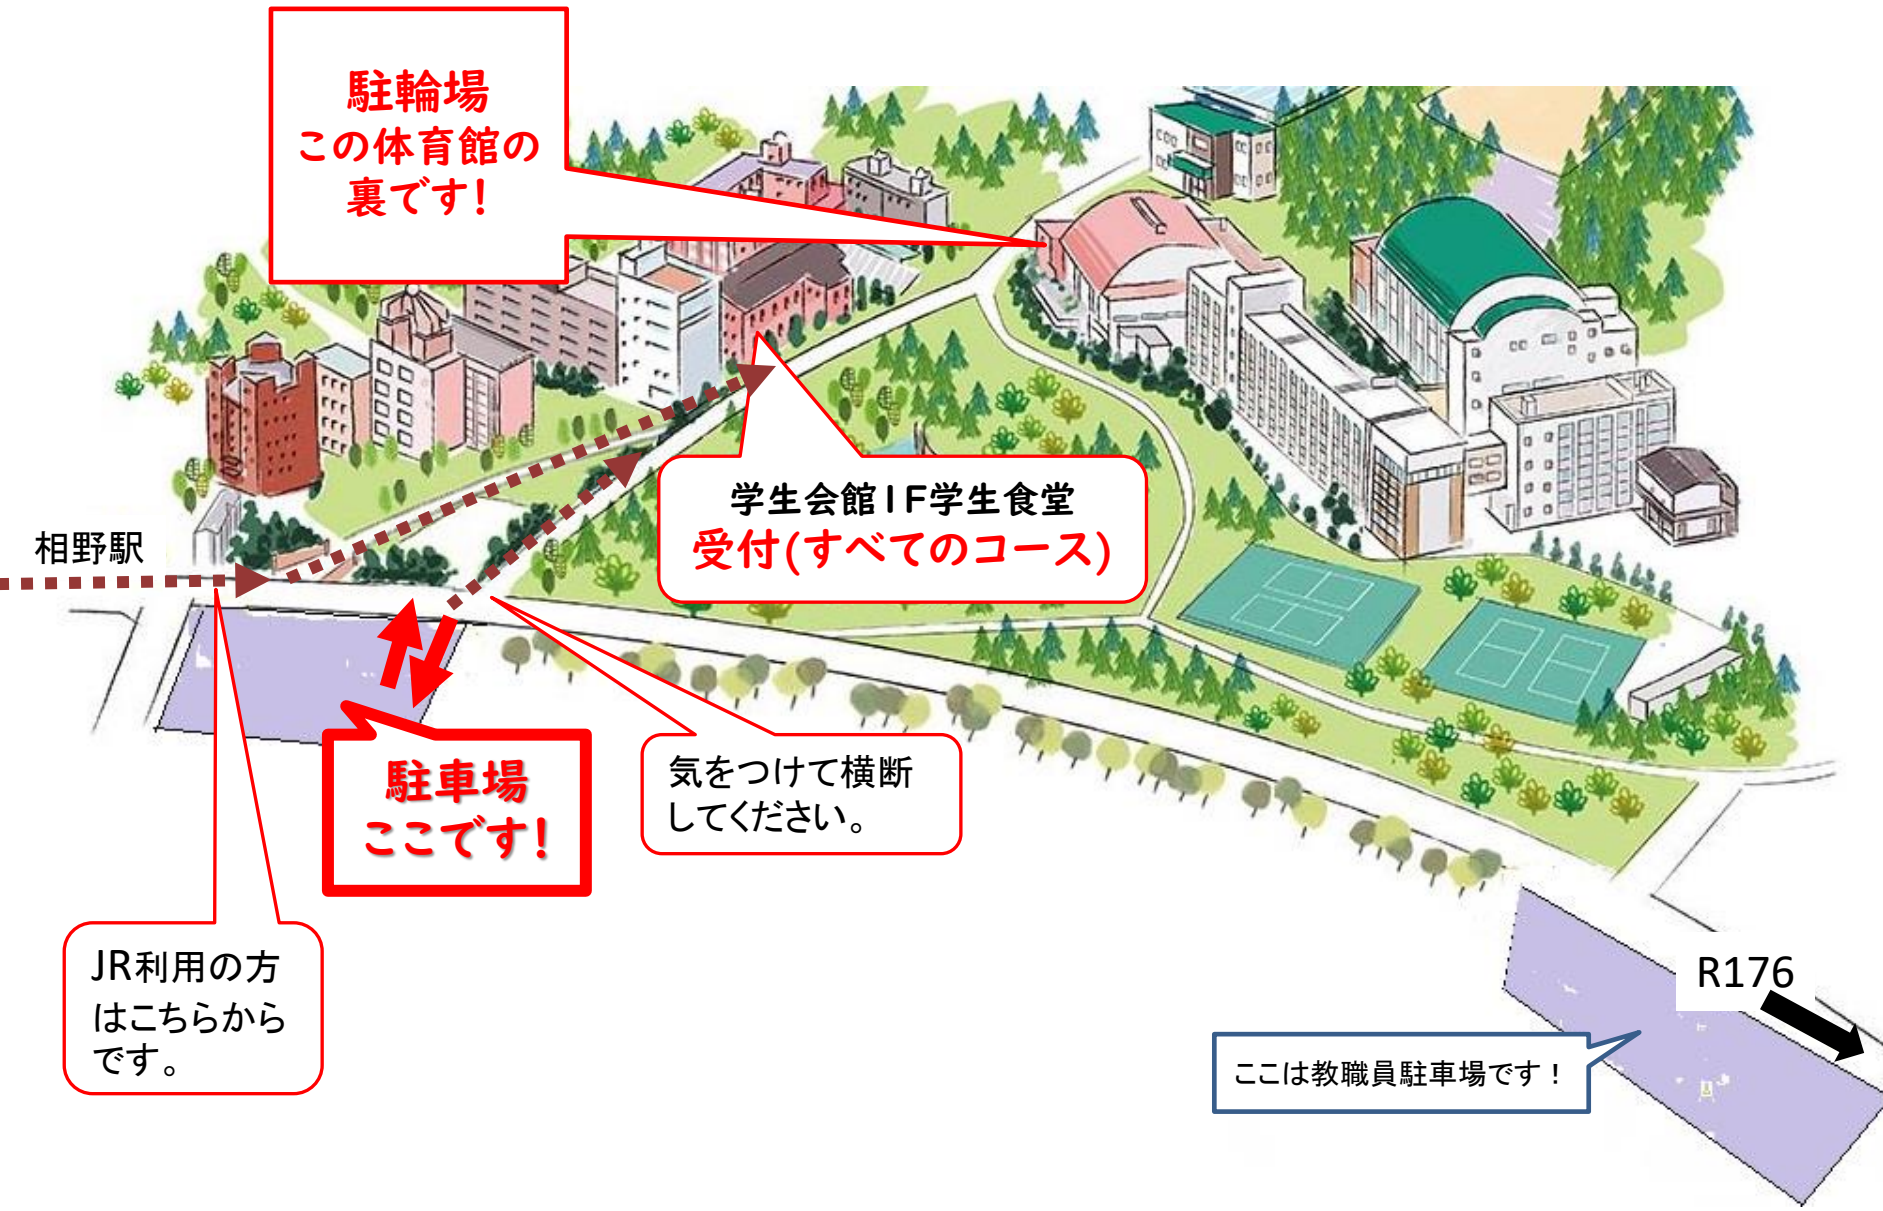 駐輪場
この体育館の
裏です!
学生会館1F学生食堂
受付(すべてのコース)
相野駅
駐車場
ここです!
気をつけて横断
してください。
JR利用の方
はこちらから
です。
R176
ここは教職員駐車場です！